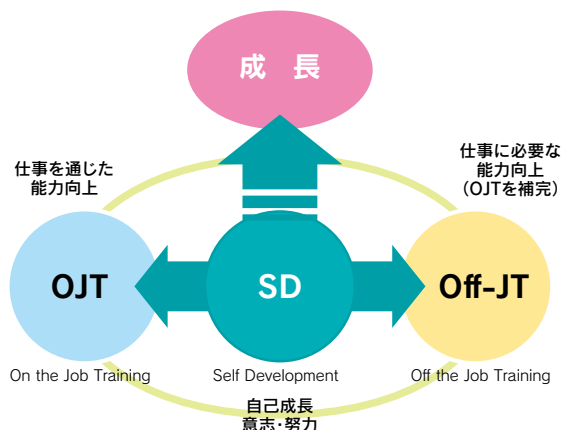 成　長
仕事を通じた
能力向上
仕事に必要な
能力向上
（OJTを補完）
OJT
SD
Off-JT
On the Job Training
Self Development
Off the Job Training
自己成長
意志・努力